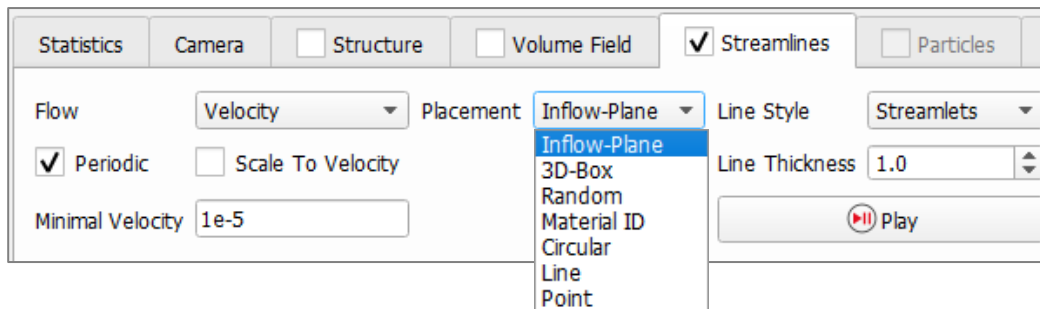 Statistics Camera Structure Volume Field Streamlines Particles
Flow Velocity Placement Inflow-Plane Line Style Streamlets
Periodic Scale To Velocity Inflow-Plane Line Thickness 1.0
3D-Box
Random
Minimal Velocity 1e-5 Material ID Play
Circular
Line
Point